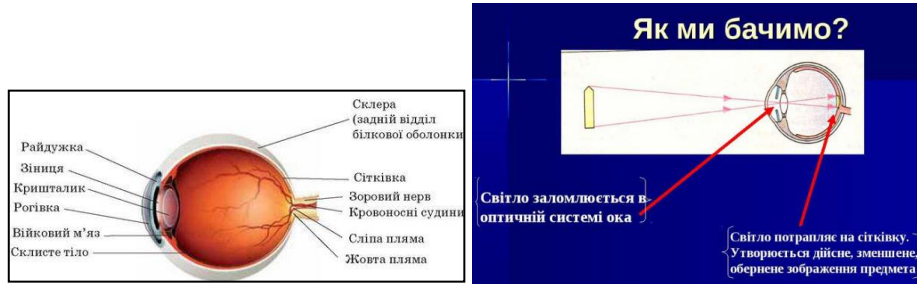 Склера
(задній відділ
білкової оболонки
Райдужка
Зіниця
Кришталик
Рогівка
Війковий м’яз
Склисте тіло
Сітківка
Зоровий нерв
Кровоносні судини
Сліпа пляма
Жовта пляма
Як ми бачимо?
Світло заломлюється в
оптичній системі ока
Світло потрапляє на сітківку.
Утворюється дійсне, зменшене,
обернене зображення предмета